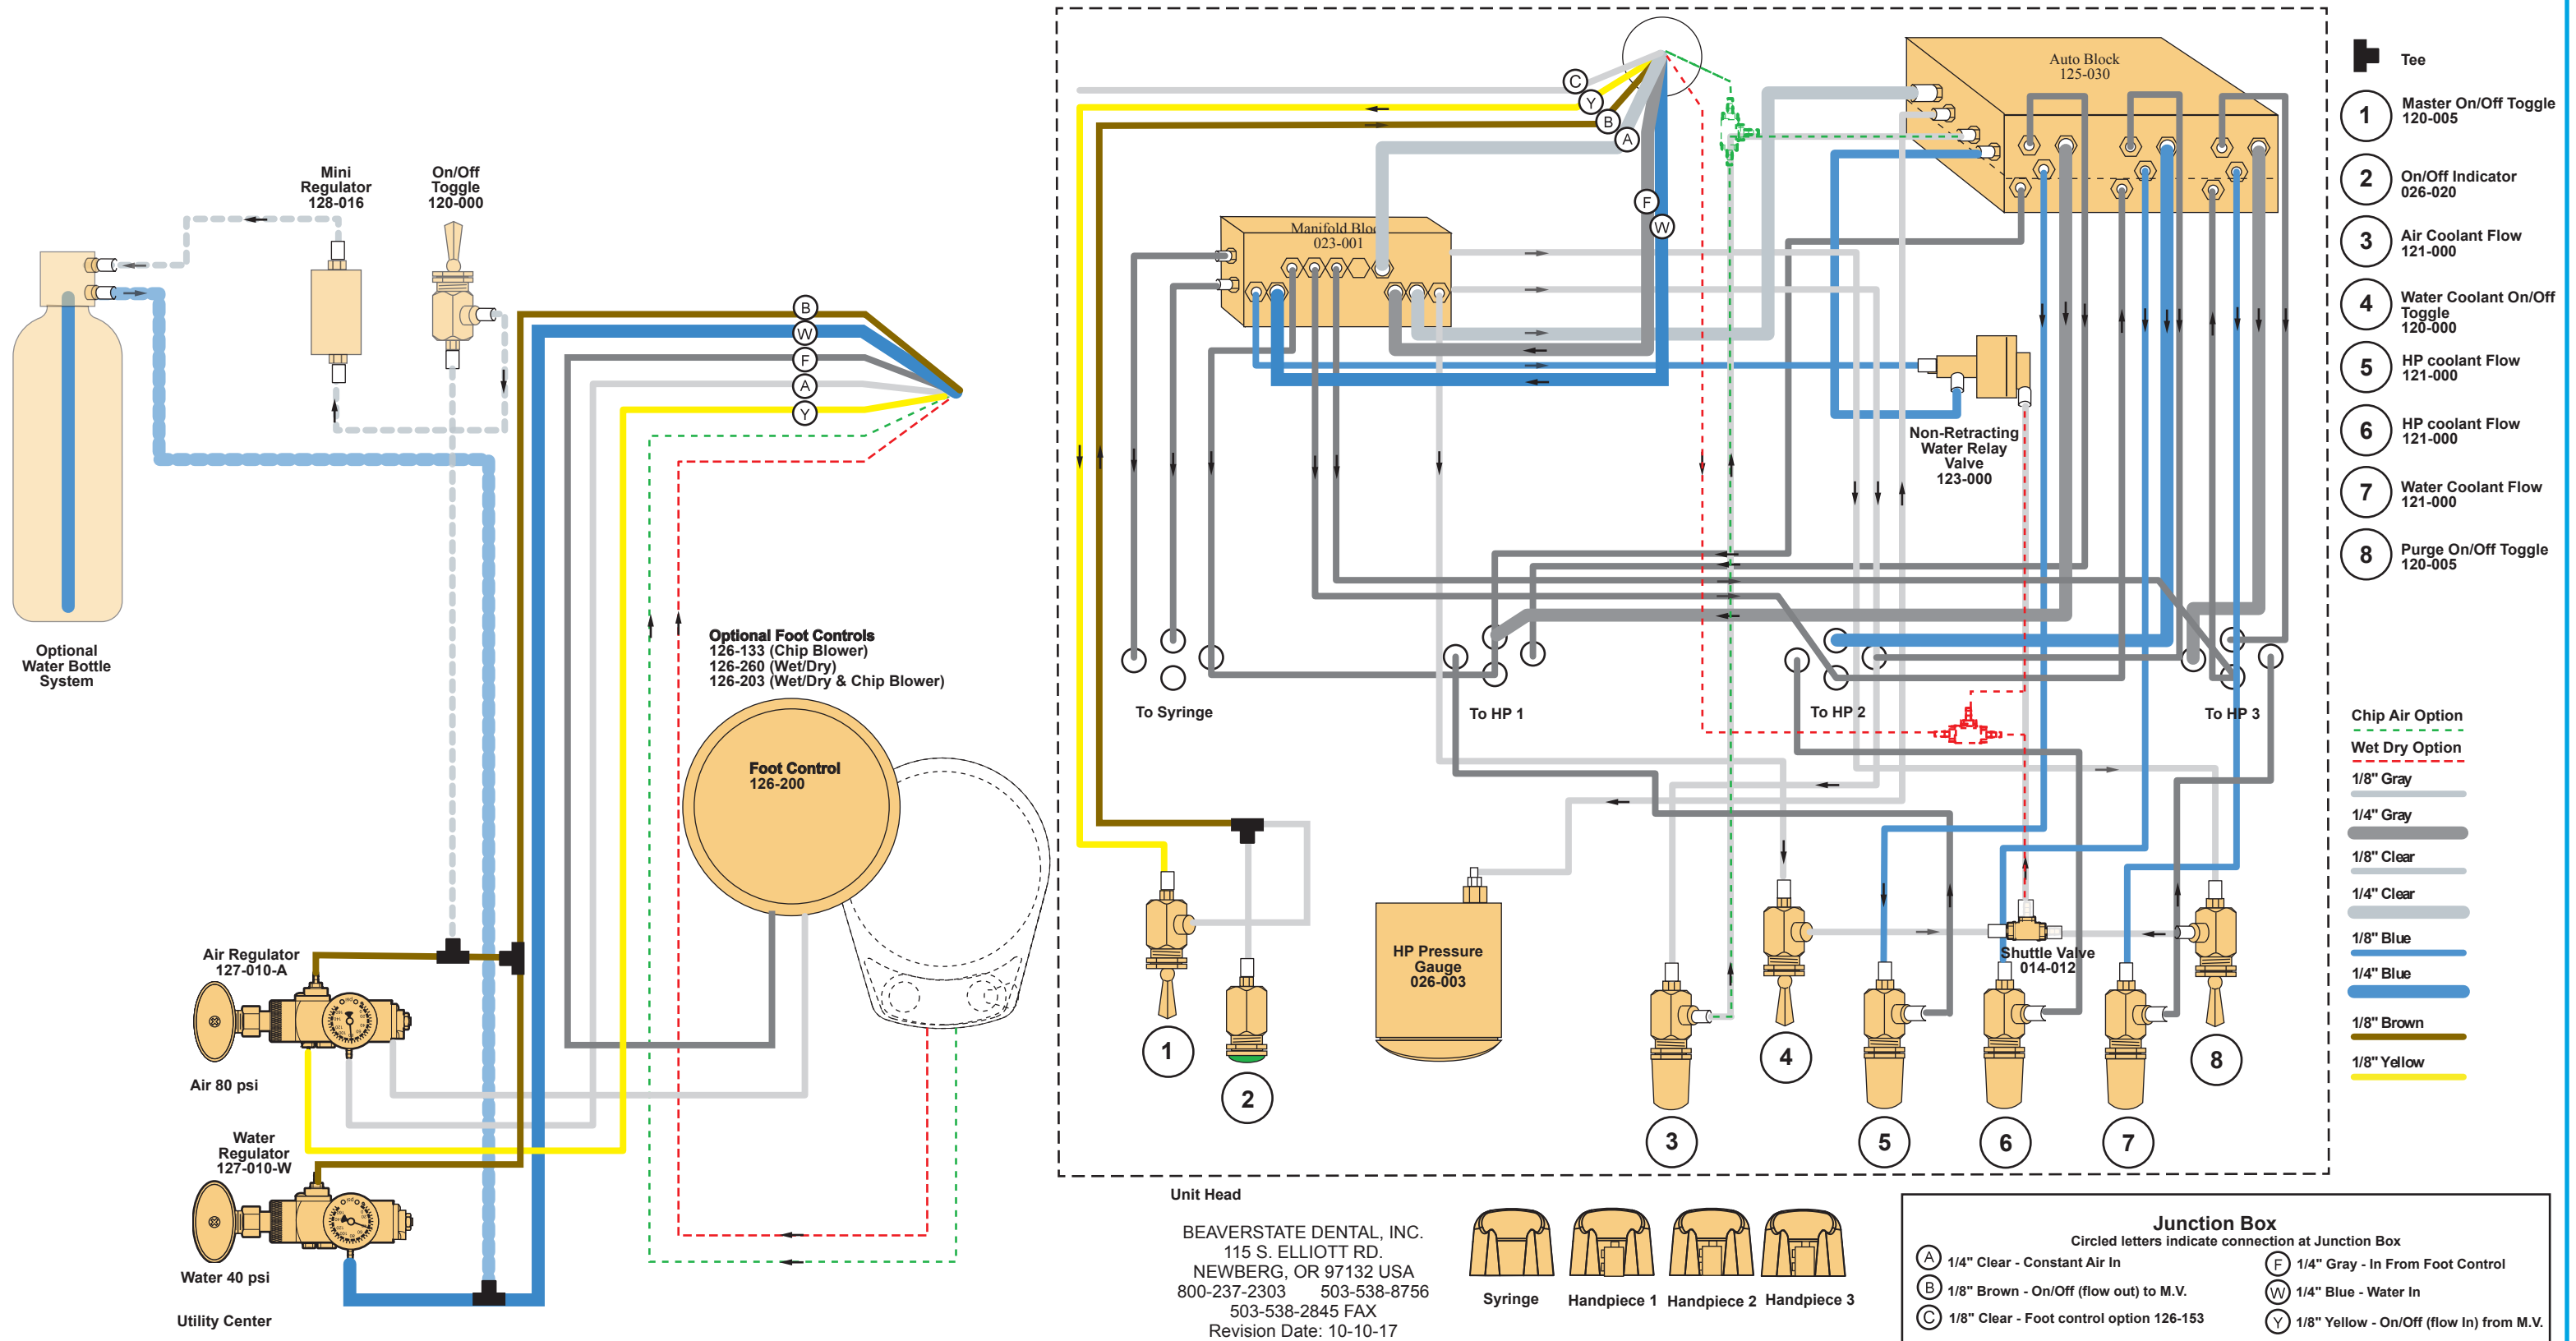 Mini
Regulator
128-016
On/Off
Toggle
120-000
Optional
Water Bottle
System
B
W
F
A
Y
Optional Foot Controls
126-133 (Chip Blower)
126-260 (Wet/Dry)
126-203 (Wet/Dry & Chip Blower)
Foot Control
126-200
Air Regulator
127-010-A
Air 80 psi
Water
Regulator
127-010-W
Water 40 psi
Utility Center
C
Y
B
A
F
W
Manifold Bloc
023-001
Auto Block
125-030
Non-Retracting
Water Relay
Valve
123-000
To Syringe
To HP 1
To HP 2
To HP 3
HP Pressure
Gauge
026-003
Shuttle Valve
014-012
1
2
3
4
5
6
7
8
Tee
1 Master On/Off Toggle
120-005
2 On/Off Indicator
026-020
3 Air Coolant Flow
121-000
4 Water Coolant On/Off
Toggle
120-000
5 HP coolant Flow
121-000
6 HP coolant Flow
121-000
7 Water Coolant Flow
121-000
8 Purge On/Off Toggle
120-005
Chip Air Option
Wet Dry Option
1/8" Gray
1/4" Gray
1/8" Clear
1/4" Clear
1/8" Blue
1/4" Blue
1/8" Brown
1/8" Yellow
Unit Head
BEAVERSTATE DENTAL, INC.
115 S. ELLIOTT RD.
NEWBERG, OR 97132 USA
800-237-2303 503-538-8756
503-538-2845 FAX
Revision Date: 10-10-17
Syringe
Handpiece 1
Handpiece 2
Handpiece 3
Junction Box
Circled letters indicate connection at Junction Box
A 1/4" Clear - Constant Air In
B 1/8" Brown - On/Off (flow out) to M.V.
C 1/8" Clear - Foot control option 126-153
F 1/4" Gray - In From Foot Control
W 1/4" Blue - Water In
Y 1/8" Yellow - On/Off (flow In) from M.V.